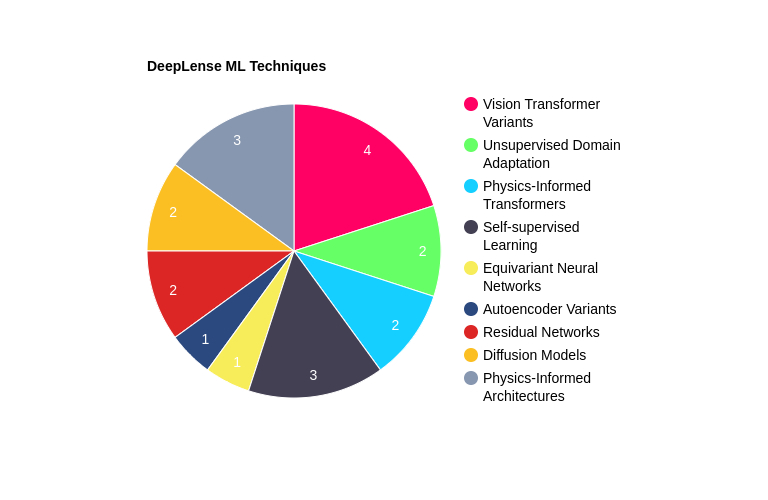 DeepLense ML Techniques
4
2
2
3
1
1
2
2
3
Vision Transformer
Variants
Unsupervised Domain
Adaptation
Physics-Informed
Transformers
Self-supervised
Learning
Equivariant Neural
Networks
Autoencoder Variants
Residual Networks
Diffusion Models
Physics-Informed
Architectures